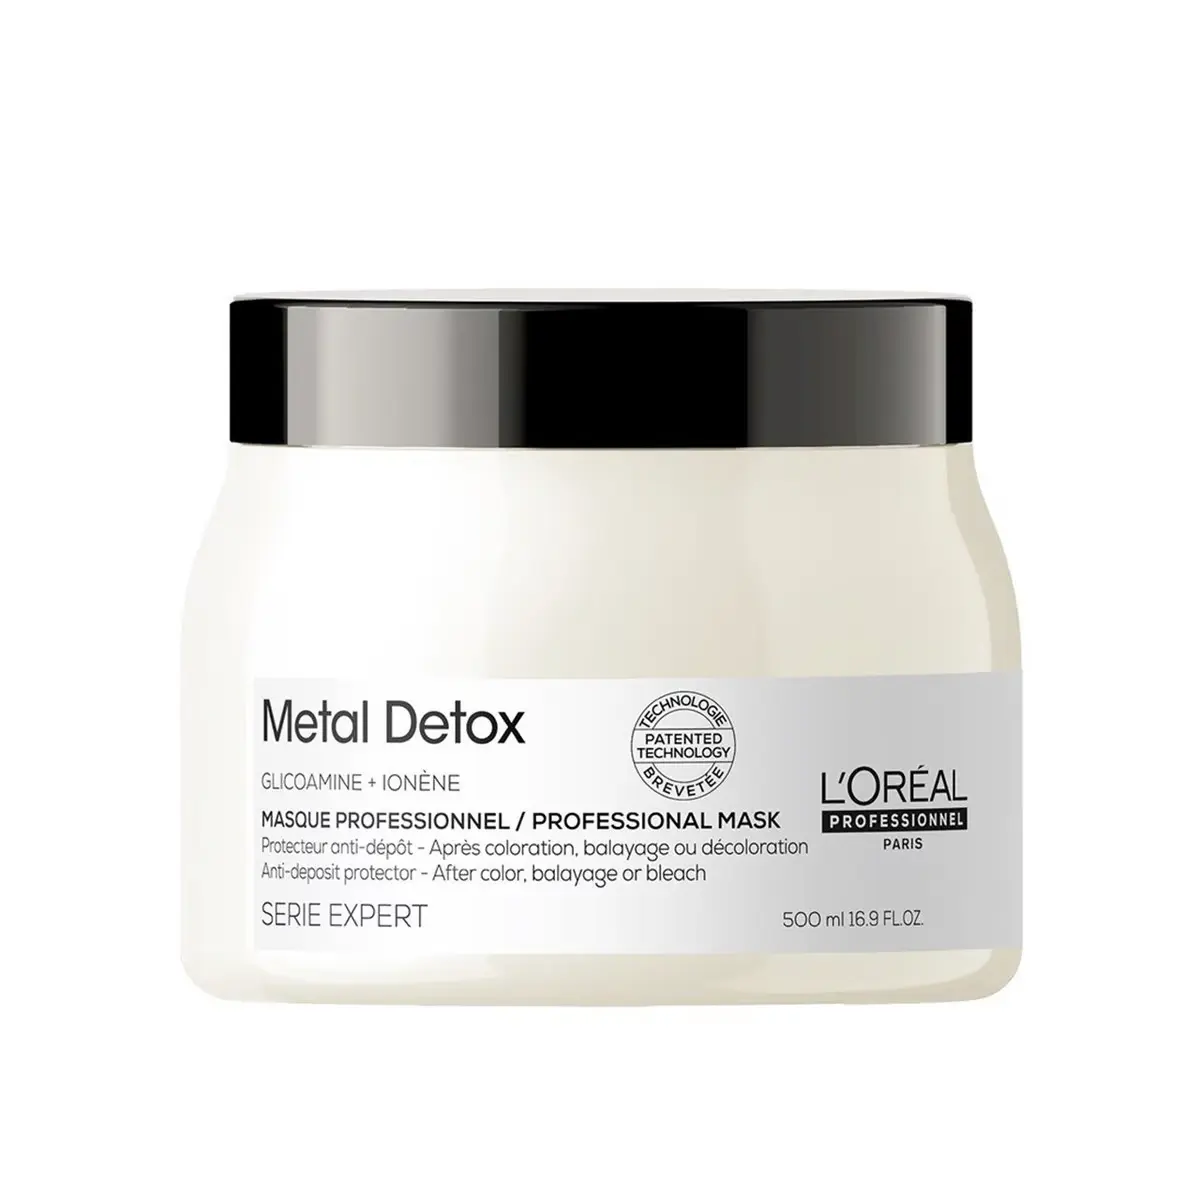 Metal Detox
GLICOAMINE + IONÈNE
MASQUE PROFESSIONNEL / PROFESSIONAL MASK
Protecteur anti-dépôt - Après coloration, balayage ou décoloration
Anti-deposit protector - After color, balayage or bleach
SERIE EXPERT
TECHNOLOGIE
PATENTED
TECHNOLOGY
BREVETÉE
L'ORÉAL
PROFESSIONNEL
PARIS
500 ml 16.9 FL.OZ.